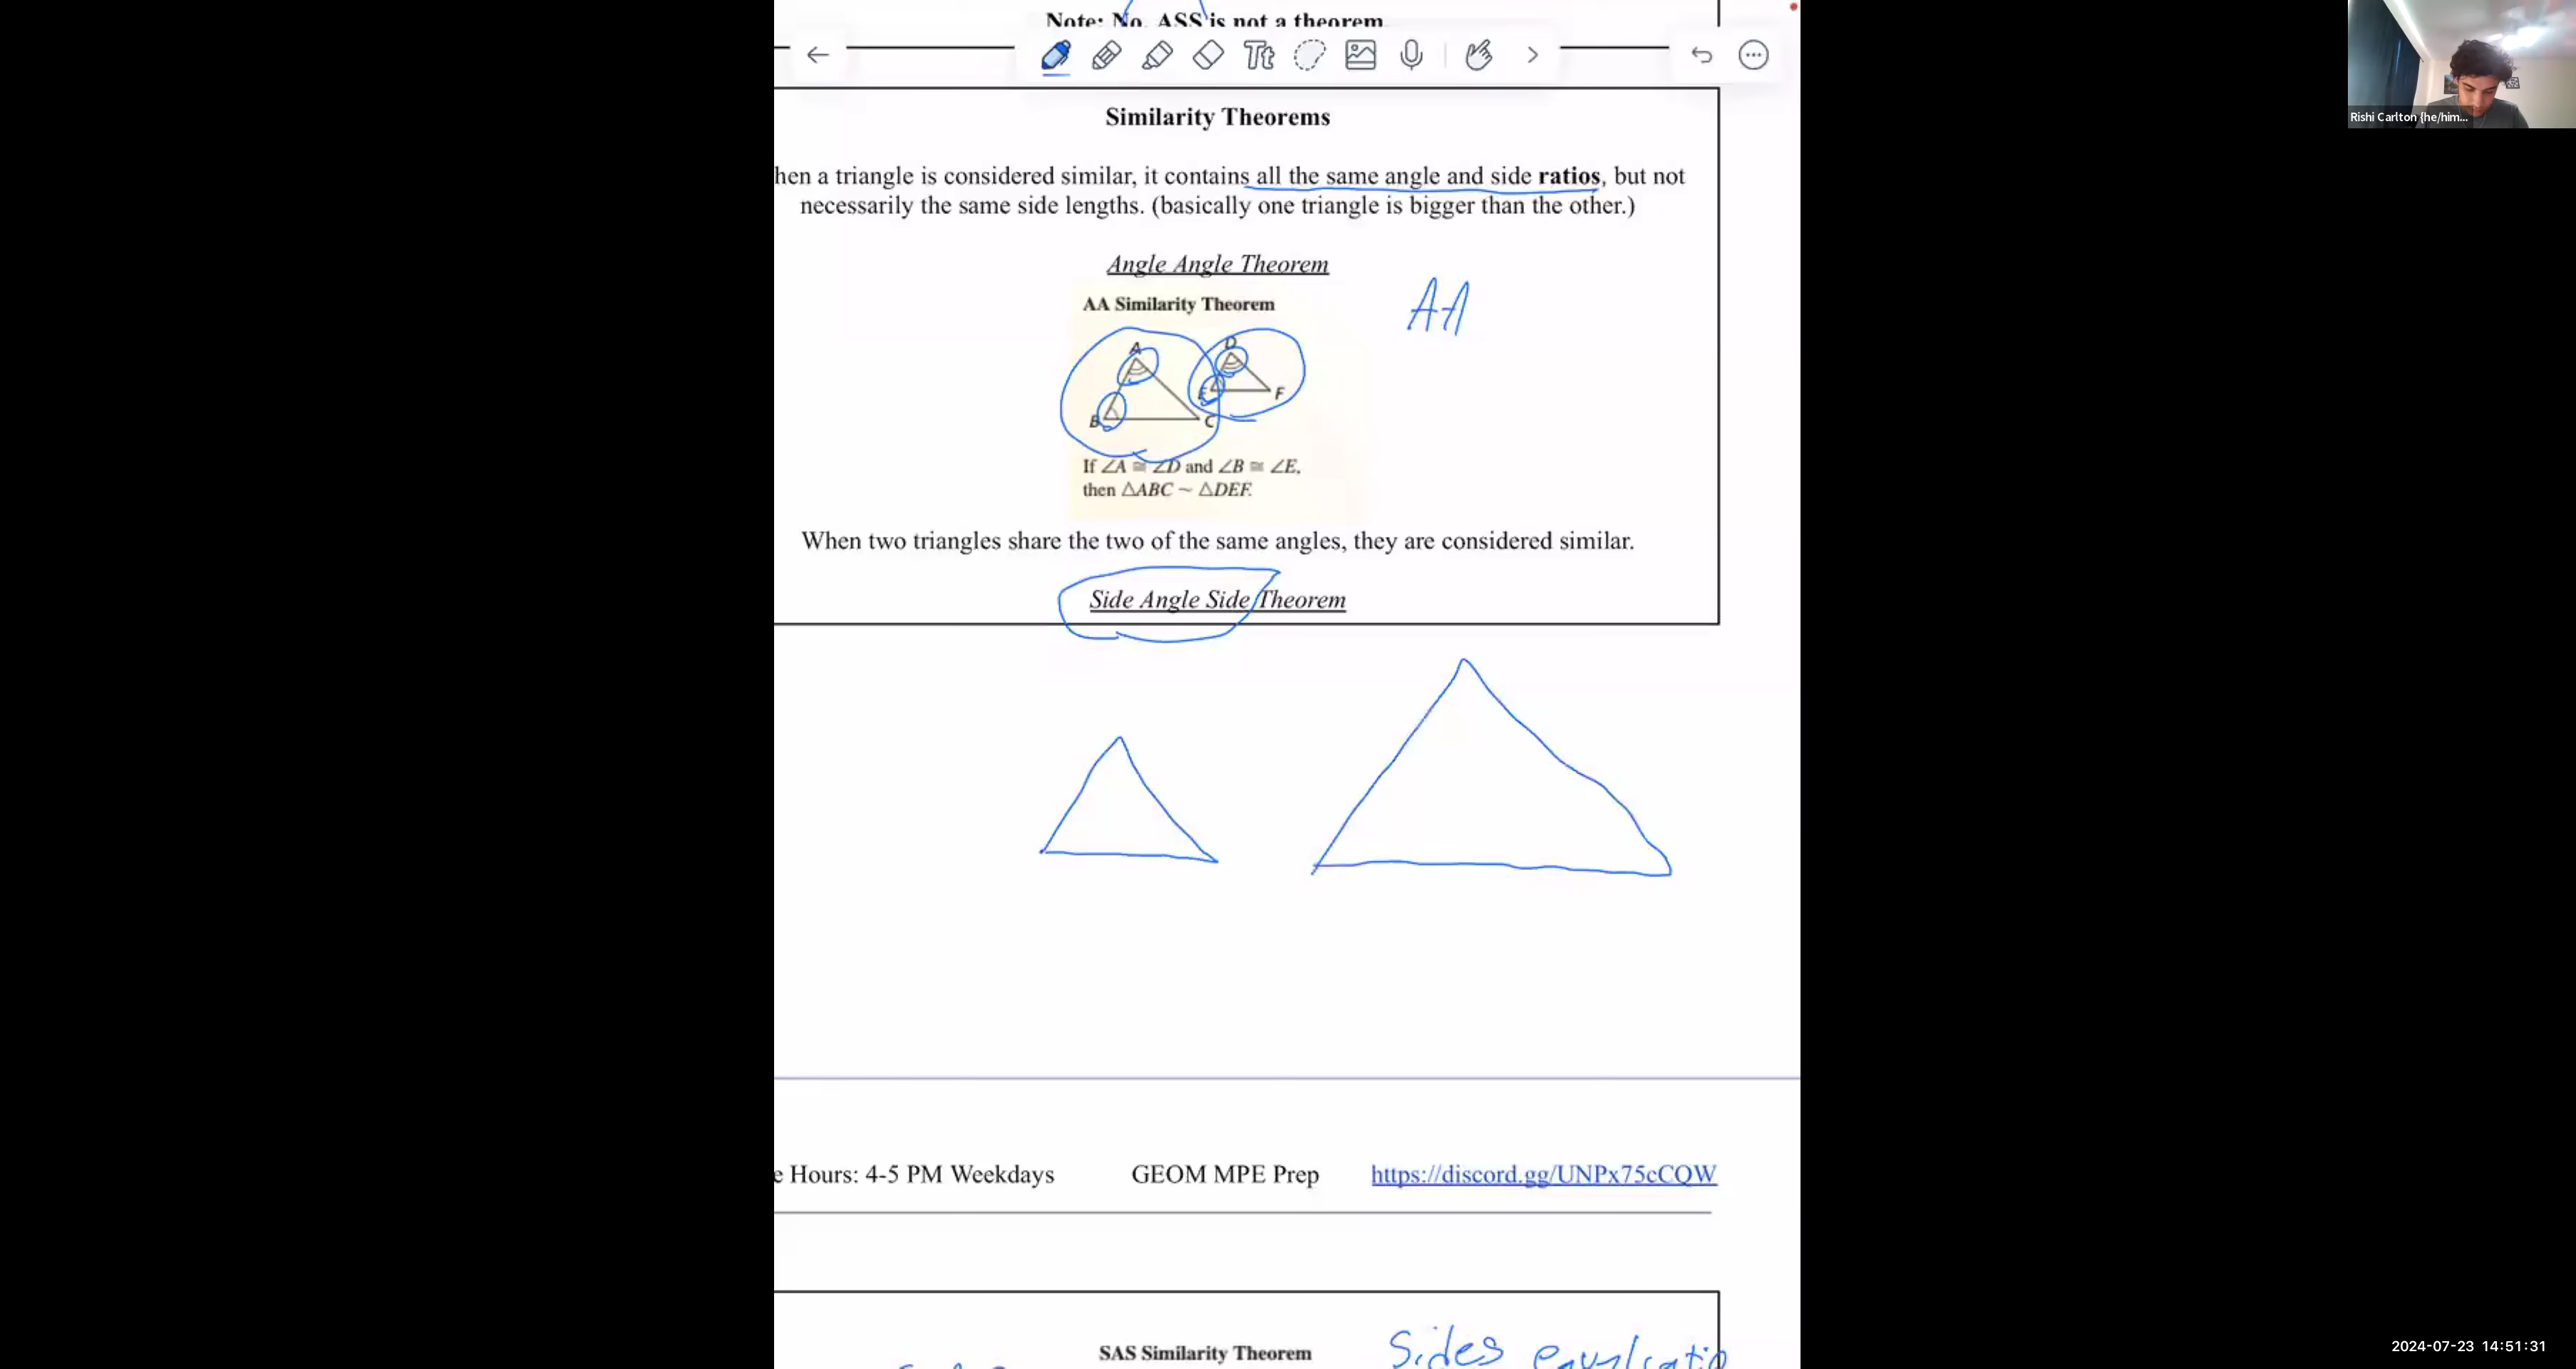 Note: No, ASS is not a theorem.
Rishi Carlton (he/him...
Similarity Theorems
hen a triangle is considered similar, it contains all the same angle and side ratios, but not
necessarily the same side lengths. (basically one triangle is bigger than the other.)
Angle Angle Theorem
AA Similarity Theorem
AA
A
D
E
F
B
C
If ∠A ≅ ∠D and ∠B ≅ ∠E,
then △ABC ~ △DEF.
When two triangles share the two of the same angles, they are considered similar.
Side Angle Side Theorem
e Hours: 4-5 PM Weekdays GEOM MPE Prep https://discord.gg/UNPx75cCQW
SAS Similarity Theorem
Sides
2024-07-23 14:51:31